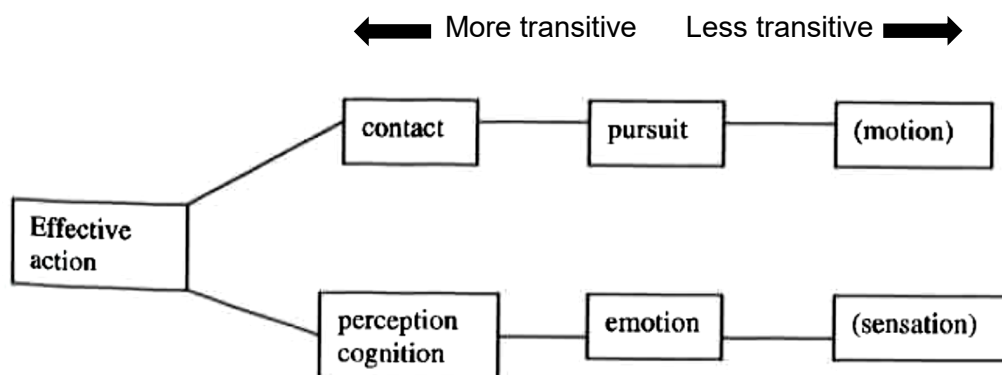 More transitive Less transitive
contact pursuit (motion)
Effective
action
perception
cognition
emotion
(sensation)